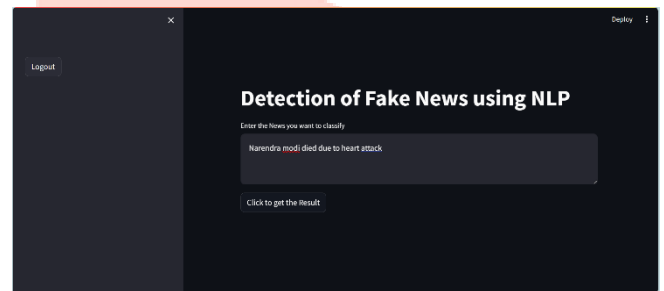 Deploy
Logout
Detection of Fake News using NLP
Enter the News you want to classify
Narendra modi died due to heart attack
Click to get the Result